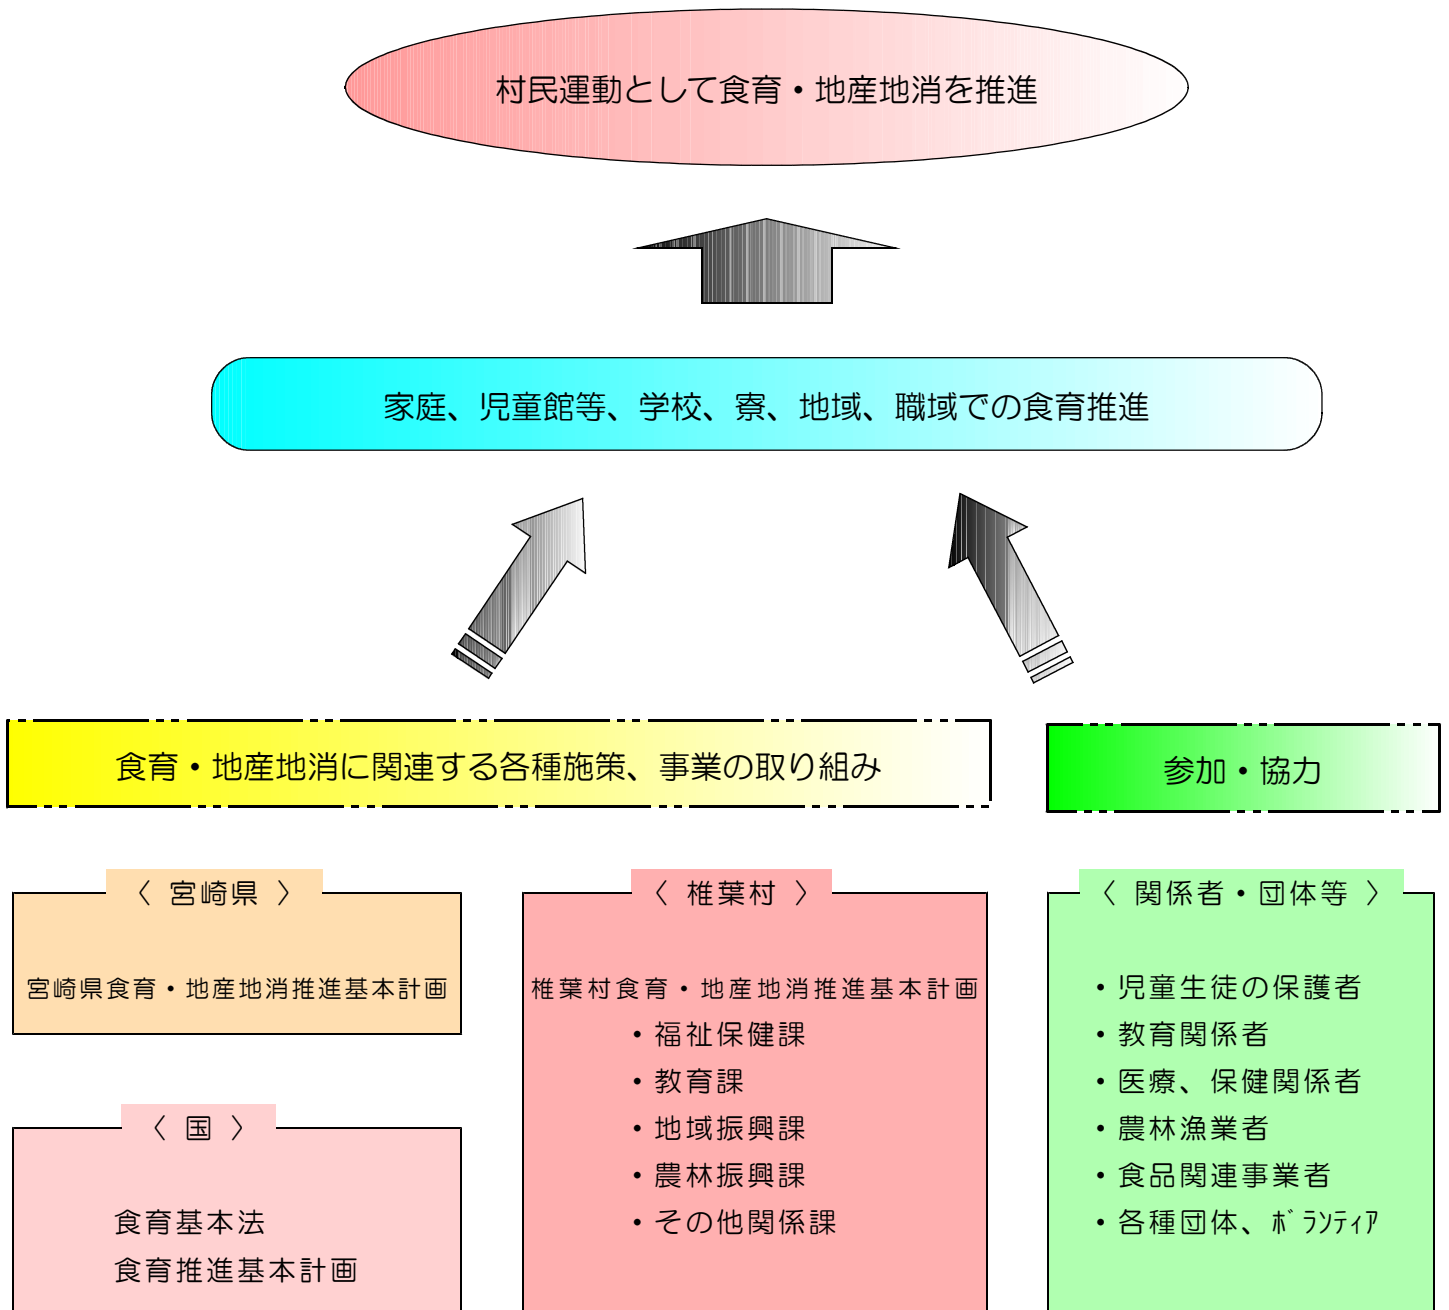 村民運動として食育・地産地消を推進
家庭、児童館等、学校、寮、地域、職域での食育推進
食育・地産地消に関連する各種施策、事業の取り組み
参加・協力
〈 宮崎県 〉
宮崎県食育・地産地消推進基本計画
〈 国 〉
食育基本法
食育推進基本計画
〈 椎葉村 〉
椎葉村食育・地産地消推進基本計画
・福祉保健課
・教育課
・地域振興課
・農林振興課
・その他関係課
〈 関係者・団体等 〉
・児童生徒の保護者
・教育関係者
・医療、保健関係者
・農林漁業者
・食品関連事業者
・各種団体、ﾎﾞﾗﾝﾃｨｱ